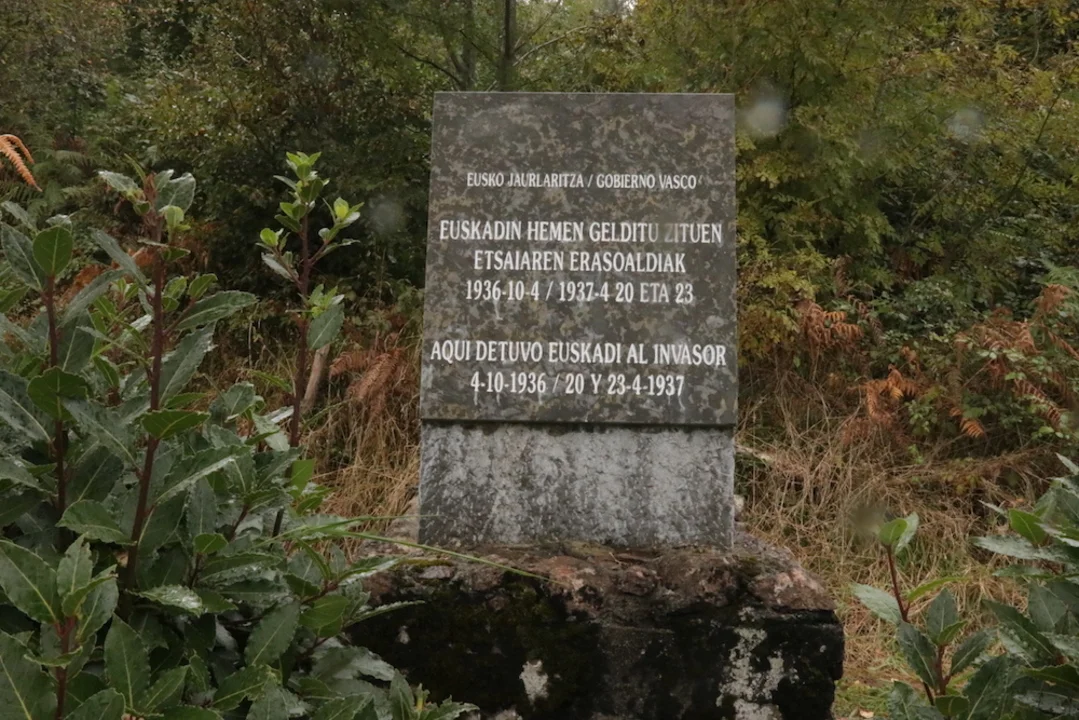 EUSKO JAURLARITZA / GOBIERNO VASCO
EUSKADIN HEMEN GELDITU ZITUEN
ETSAIAREN ERASOALDIAK
1936-10-4 / 1937-4 20 ETA 23
AQUI DETUVO EUSKADI AL INVASOR
4-10-1936 / 20 Y 23-4-1937